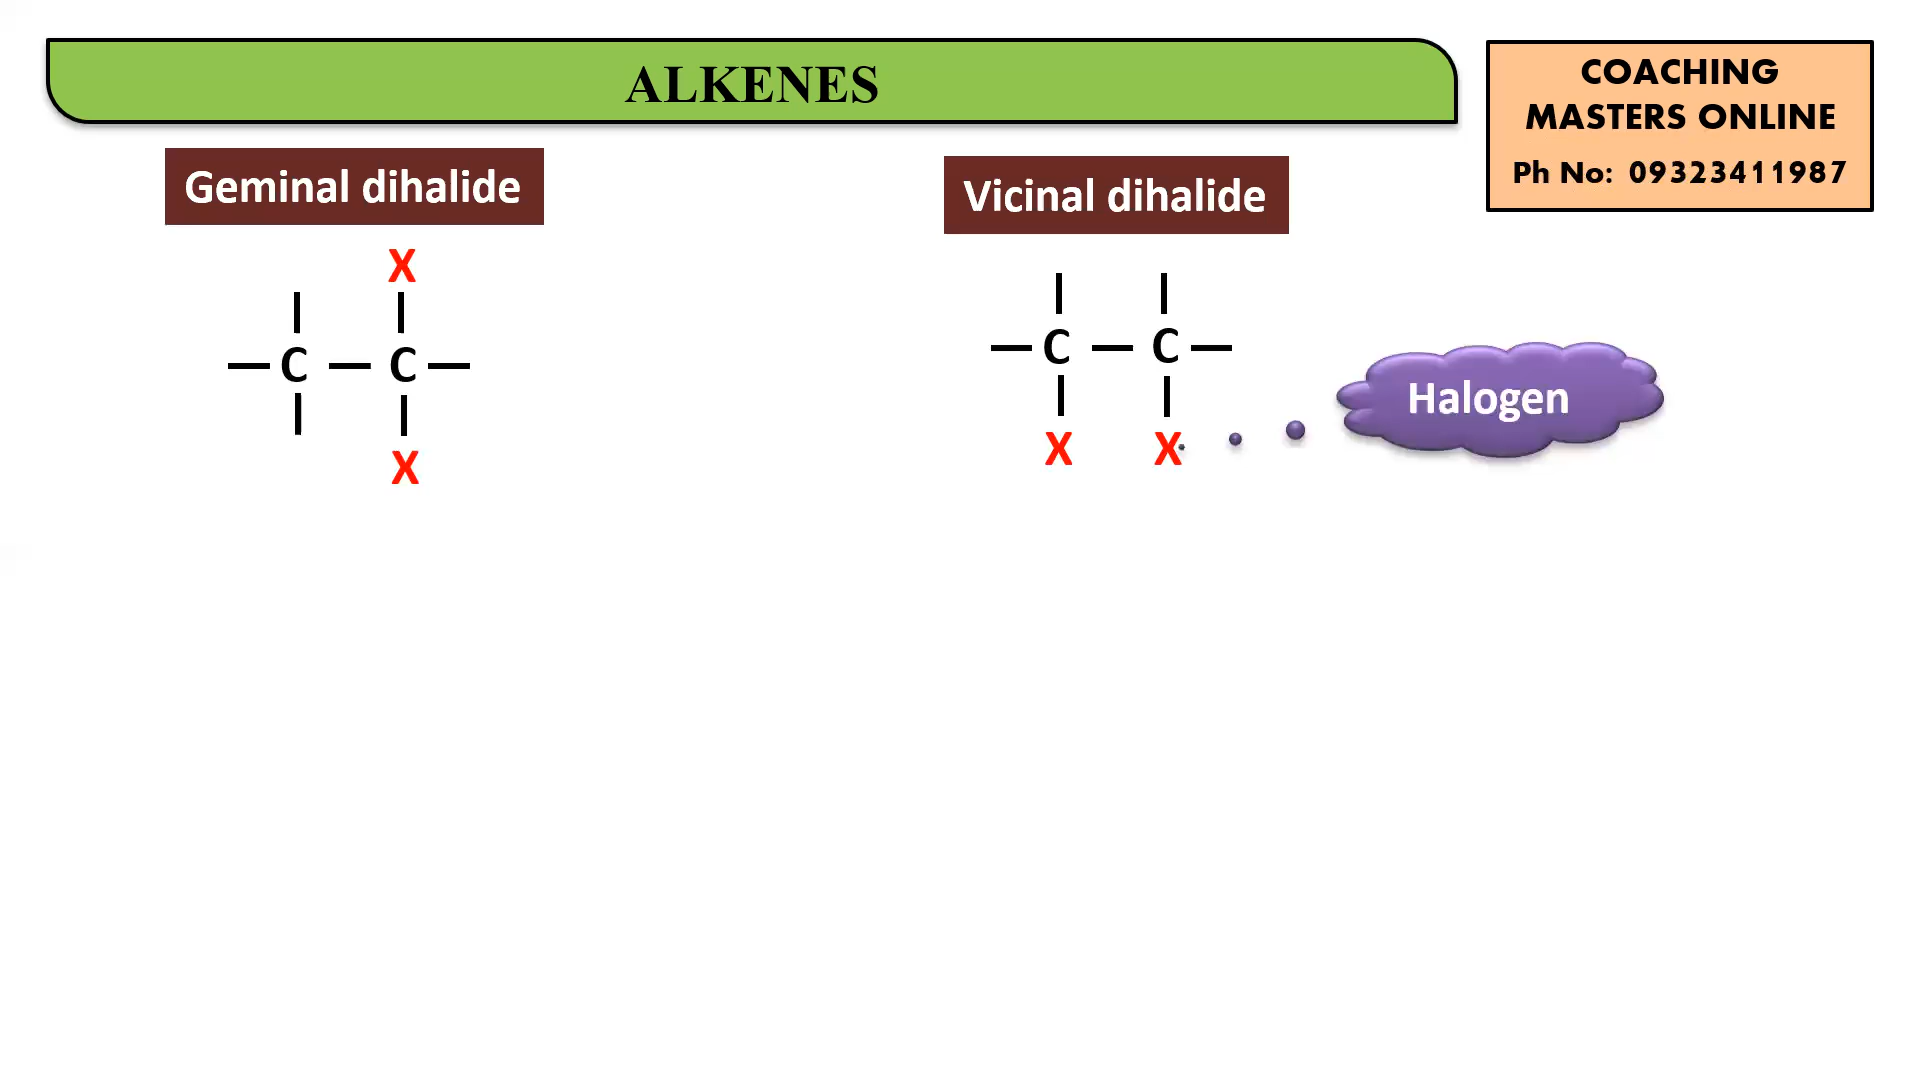 ALKENES
COACHING
MASTERS ONLINE
Ph No: 09323411987
Geminal dihalide
Vicinal dihalide
X
C C
X
C C
X X
Halogen